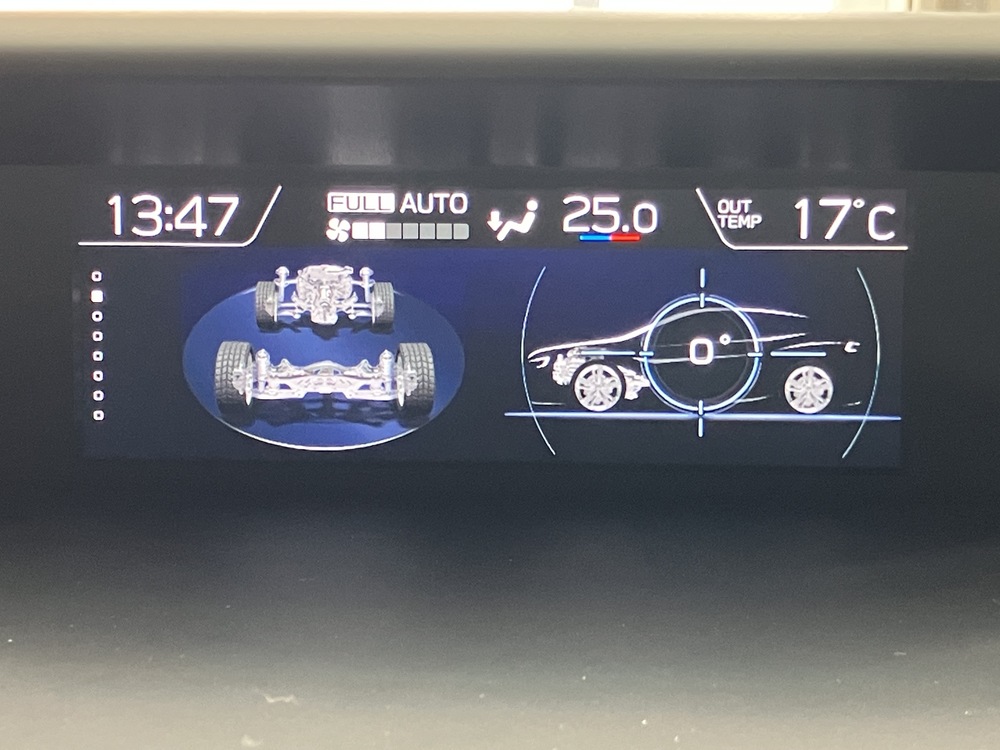 13:47
FULL AUTO
25.0
OUT TEMP
17°C
0°